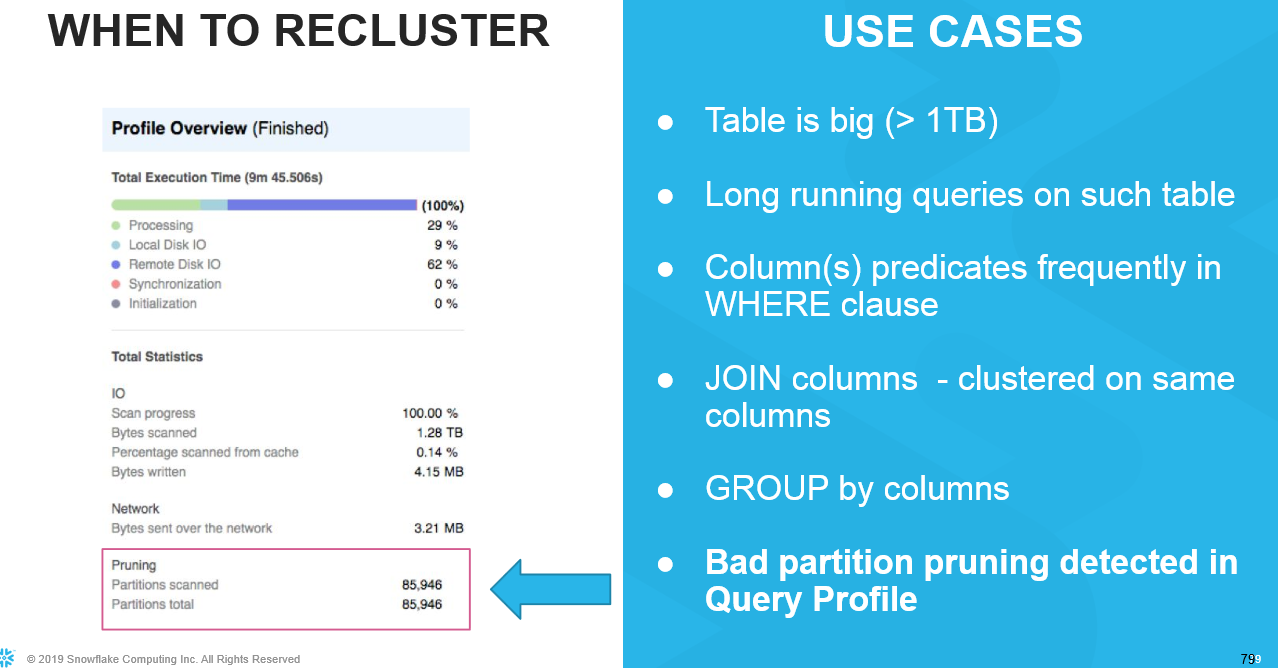 WHEN TO RECLUSTER
Profile Overview (Finished)
Total Execution Time (9m 45.506s)
(100%)
Processing 29 %
Local Disk IO 9 %
Remote Disk IO 62 %
Synchronization 0 %
Initialization 0 %
Total Statistics
IO
Scan progress 100.00 %
Bytes scanned 1.28 TB
Percentage scanned from cache 0.14 %
Bytes written 4.15 MB
Network
Bytes sent over the network 3.21 MB
Pruning
Partitions scanned 85,946
Partitions total 85,946
© 2019 Snowflake Computing Inc. All Rights Reserved
USE CASES
● Table is big (> 1TB)
● Long running queries on such table
● Column(s) predicates frequently in
WHERE clause
● JOIN columns - clustered on same
columns
● GROUP by columns
● Bad partition pruning detected in
Query Profile